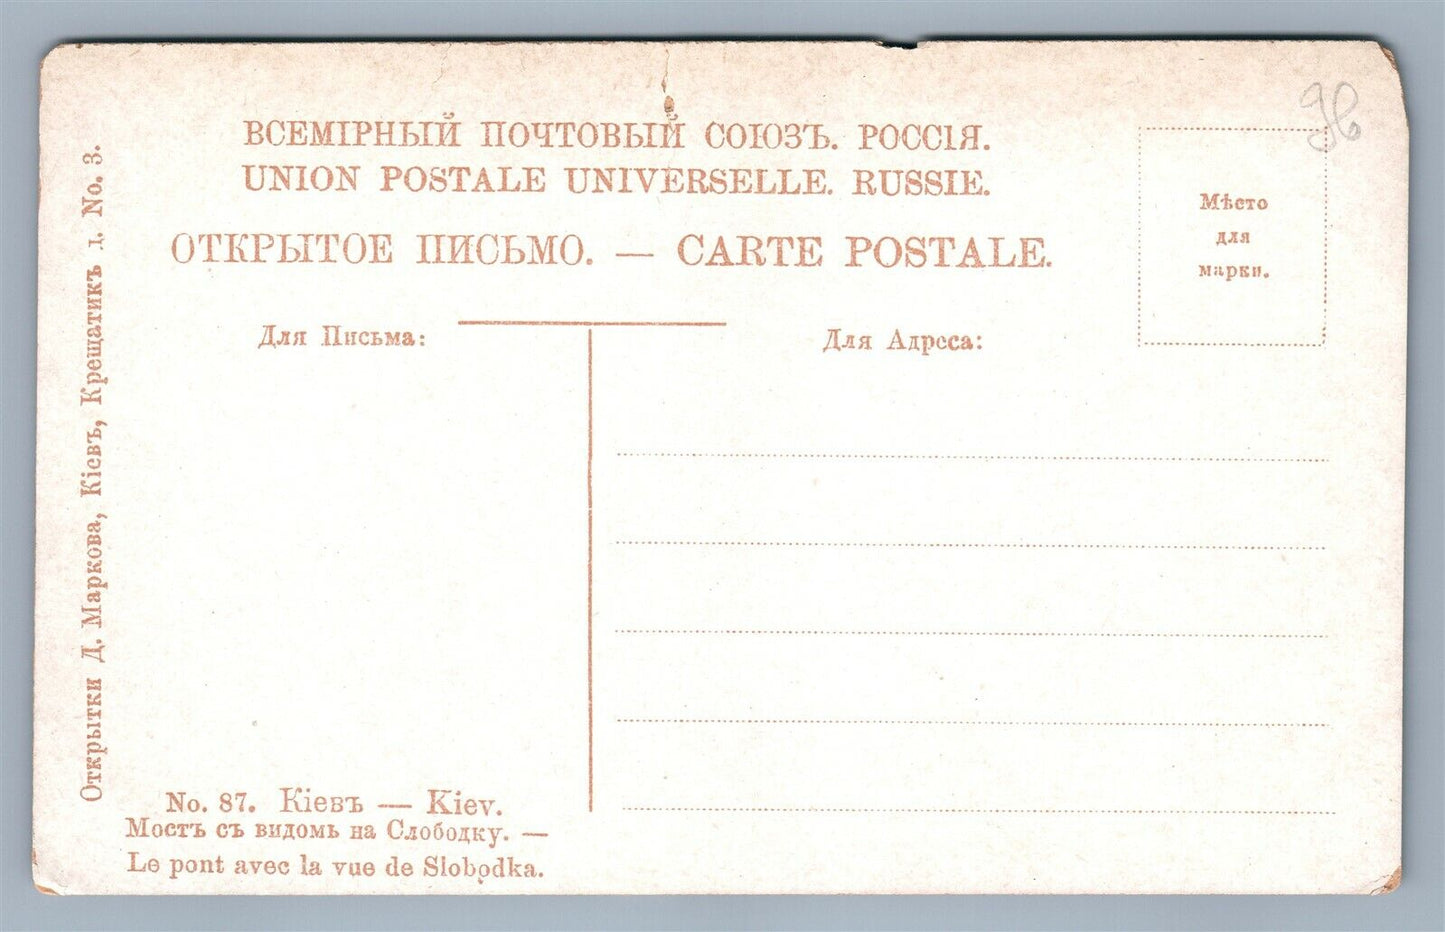 ВСЕМІРНЫЙ ПОЧТОВЫЙ СОЮЗЪ. РОССІЯ.
UNION POSTALE UNIVERSELLE. RUSSIE.
ОТКРЫТОЕ ПИСЬМО. — CARTE POSTALE.
Мѣсто
для
марки.
Для Письма:
Для Адреса:
Открытки Д. Маркова, Кіевъ, Крещатикъ д. No. 3.
No. 87. Кіевъ — Kiev.
Мостъ съ видомъ на Слободку. —
Le pont avec la vue de Slobodka.